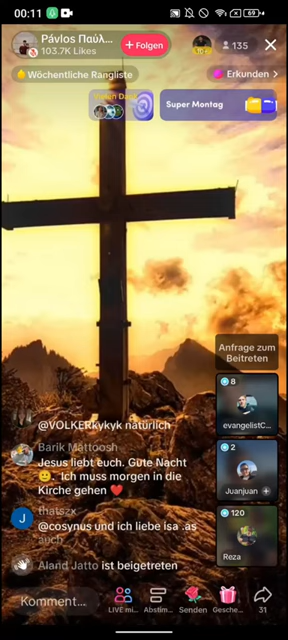 00:11
69
Pávlos Παύλ...
103.7K Likes
+ Folgen
135
Wöchentliche Rangliste
Erkunden >
Super Montag
Anfrage zum
Beitreten
8
evangelistC...
2
Juanjuan
120
Reza
@VOLKERkykyk natürlich
Barik Mattoosh
Jesus liebt euch. Gute Nacht
🙂. Ich muss morgen in die
Kirche gehen ❤️
thatszx
@cosynus und ich liebe isa .as
auch
Aland Jatto ist beigetreten
Komment...
LIVE mi...
Abstim...
Senden
Gesche...
31